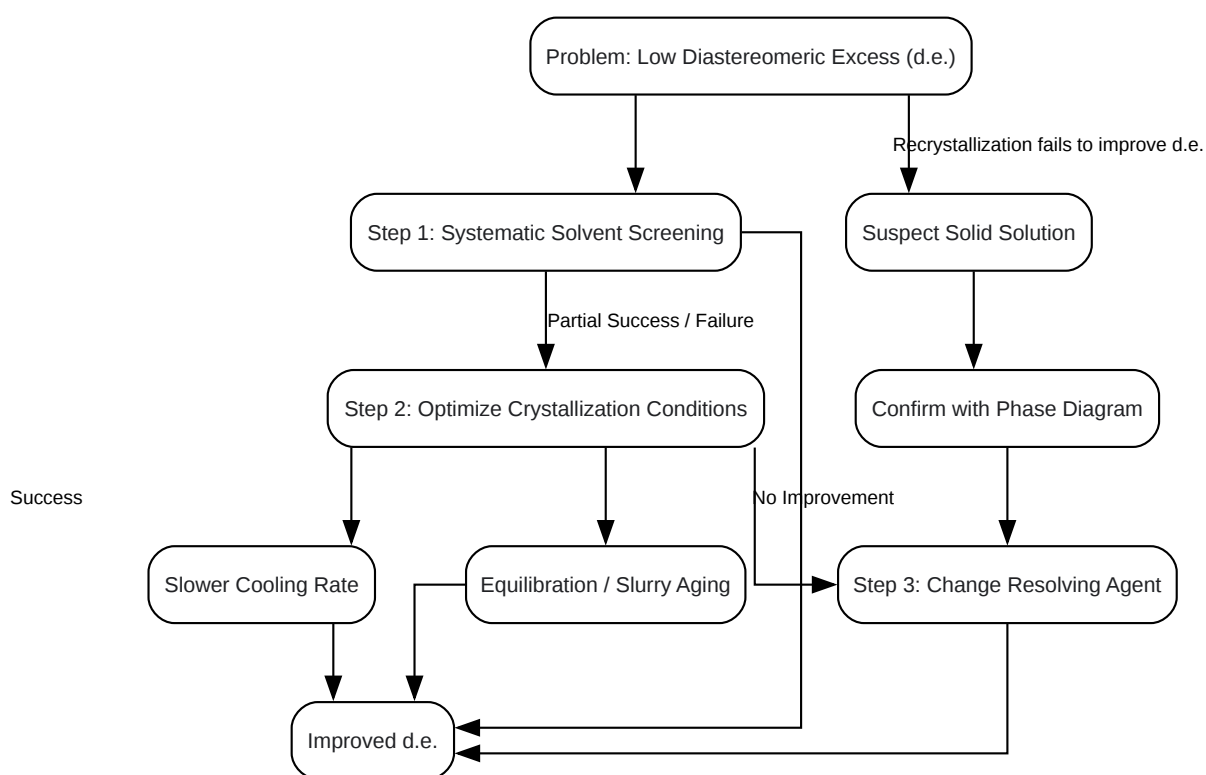 Problem: Low Diastereomeric Excess (d.e.)
Recrystallization fails to improve d.e.
Step 1: Systematic Solvent Screening
Suspect Solid Solution
Partial Success / Failure
Step 2: Optimize Crystallization Conditions
Confirm with Phase Diagram
Success
No Improvement
Slower Cooling Rate
Equilibration / Slurry Aging
Step 3: Change Resolving Agent
Improved d.e.